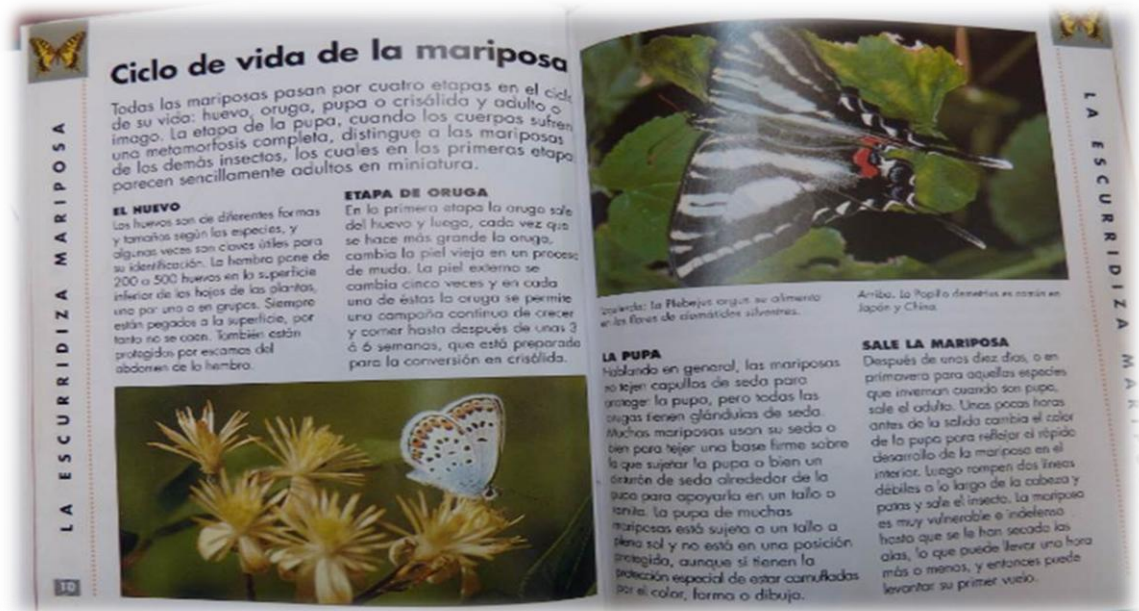 Ciclo de vida de la mariposa
Todas las mariposas pasan por cuatro etapas en el ciclo
de su vida: huevo, oruga, pupa o crisálida y adulto o
imago. La etapa de la pupa, cuando los cuerpos sufren
una metamorfosis completa, distingue a las mariposas
de los demás insectos, los cuales en las primeras etapa
parecen sencillamente adultos en miniatura.
EL HUEVO
Los huevos son de diferentes formas
y tamaños según las especies, y
algunas veces son claves útiles para
su identificación. La hembra pone de
200 a 500 huevos en la superficie
inferior de las hojas de las plantas,
uno por uno o en grupos. Siempre
están pegados a la superficie, por
tanto no se caen. También están
protegidos por escamas del
abdomen de la hembra.
ETAPA DE ORUGA
En la primera etapa la oruga sale
del huevo y luego, cada vez que
se hace más grande la oruga,
cambia la piel vieja en un proceso
de muda. La piel externa se
cambia cinco veces y en cada
una de éstas la oruga se permite
una campaña continua de crecer
y comer hasta después de unas 3
ó 6 semanas, que está preparada
para la conversión en crisálida.
LA ESCURRIDIZA MARIPOSA
10
Izquierda: la Plebejus argus se alimenta
en las flores de clemátides silvestres.
Arriba. La Papilio demetrius es común en
Japón y China.
LA PUPA
Hablando en general, las mariposas
no tejen capullos de seda para
proteger la pupa, pero todas las
orugas tienen glándulas de seda.
Muchas mariposas usan su seda o
bien para tejer una base firme sobre
la que sujetar la pupa o bien un
cinturón de seda alrededor de la
pupa para apoyarla en un tallo o
ramita. La pupa de muchas
mariposas está sujeta a un tallo a
pleno sol y no está en una posición
protegida, aunque sí tienen la
protección especial de estar camufladas
por el color, forma o dibujo.
SALE LA MARIPOSA
Después de unos diez días, o en
primavera para aquellas especies
que invernan cuando son pupa,
sale el adulto. Unas pocas horas
antes de la salida cambia el color
de la pupa para reflejar el rápido
desarrollo de la mariposa en el
interior. Luego rompen dos líneas
débiles a lo largo de la cabeza y
patas y sale el insecto. La mariposa
es muy vulnerable e indefensa
hasta que se le han secado las
alas, lo que puede llevar una hora
más o menos, y entonces puede
levantar su primer vuelo.
LA ESCURRIDIZA MA